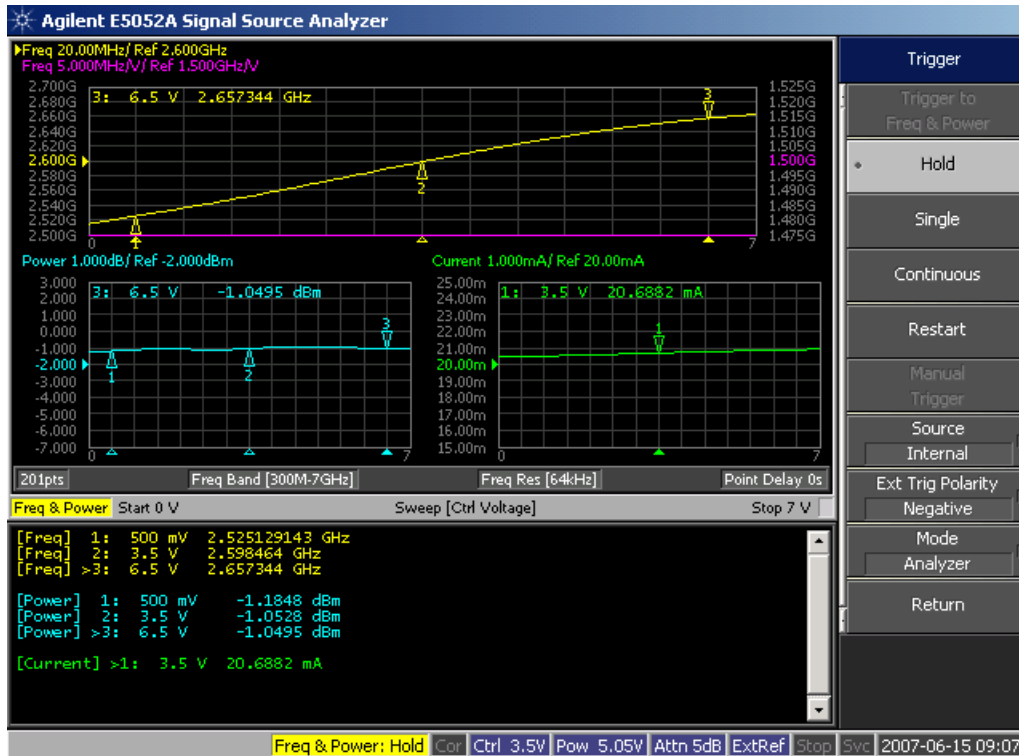 Agilent E5052A Signal Source Analyzer
Freq 20.00MHz/ Ref 2.600GHz
Freq 5.000MHz/V/ Ref 1.500GHz/V
3: 6.5 V 2.657344 GHz
2.700G
2.680G
2.660G
2.640G
2.620G
2.600G
2.580G
2.560G
2.540G
2.520G
2.500G
1.525G
1.520G
1.515G
1.510G
1.505G
1.500G
1.495G
1.490G
1.485G
1.480G
1.475G
1
2
3
0 7
Power 1.000dB/ Ref -2.000dBm
3: 6.5 V -1.0495 dBm
3.000
2.000
1.000
0.000
-1.000
-2.000
-3.000
-4.000
-5.000
-6.000
-7.000
1
2
3
0 7
Current 1.000mA/ Ref 20.00mA
1: 3.5 V 20.6882 mA
25.00m
24.00m
23.00m
22.00m
21.00m
20.00m
19.00m
18.00m
17.00m
16.00m
15.00m
1
0 7
201pts Freq Band [300M-7GHz] Freq Res [64kHz] Point Delay 0s
Freq & Power Start 0 V Sweep [Ctrl Voltage] Stop 7 V
[Freq] 1: 500 mV 2.525129143 GHz
[Freq] 2: 3.5 V 2.598464 GHz
[Freq] >3: 6.5 V 2.657344 GHz
[Power] 1: 500 mV -1.1848 dBm
[Power] 2: 3.5 V -1.0528 dBm
[Power] >3: 6.5 V -1.0495 dBm
[Current] >1: 3.5 V 20.6882 mA
Trigger
Trigger to
Freq & Power
Hold
Single
Continuous
Restart
Manual
Trigger
Source
Internal
Ext Trig Polarity
Negative
Mode
Analyzer
Return
Freq & Power: Hold Cor Ctrl 3.5V Pow 5.05V Attn 5dB ExtRef Stop Svc 2007-06-15 09:07